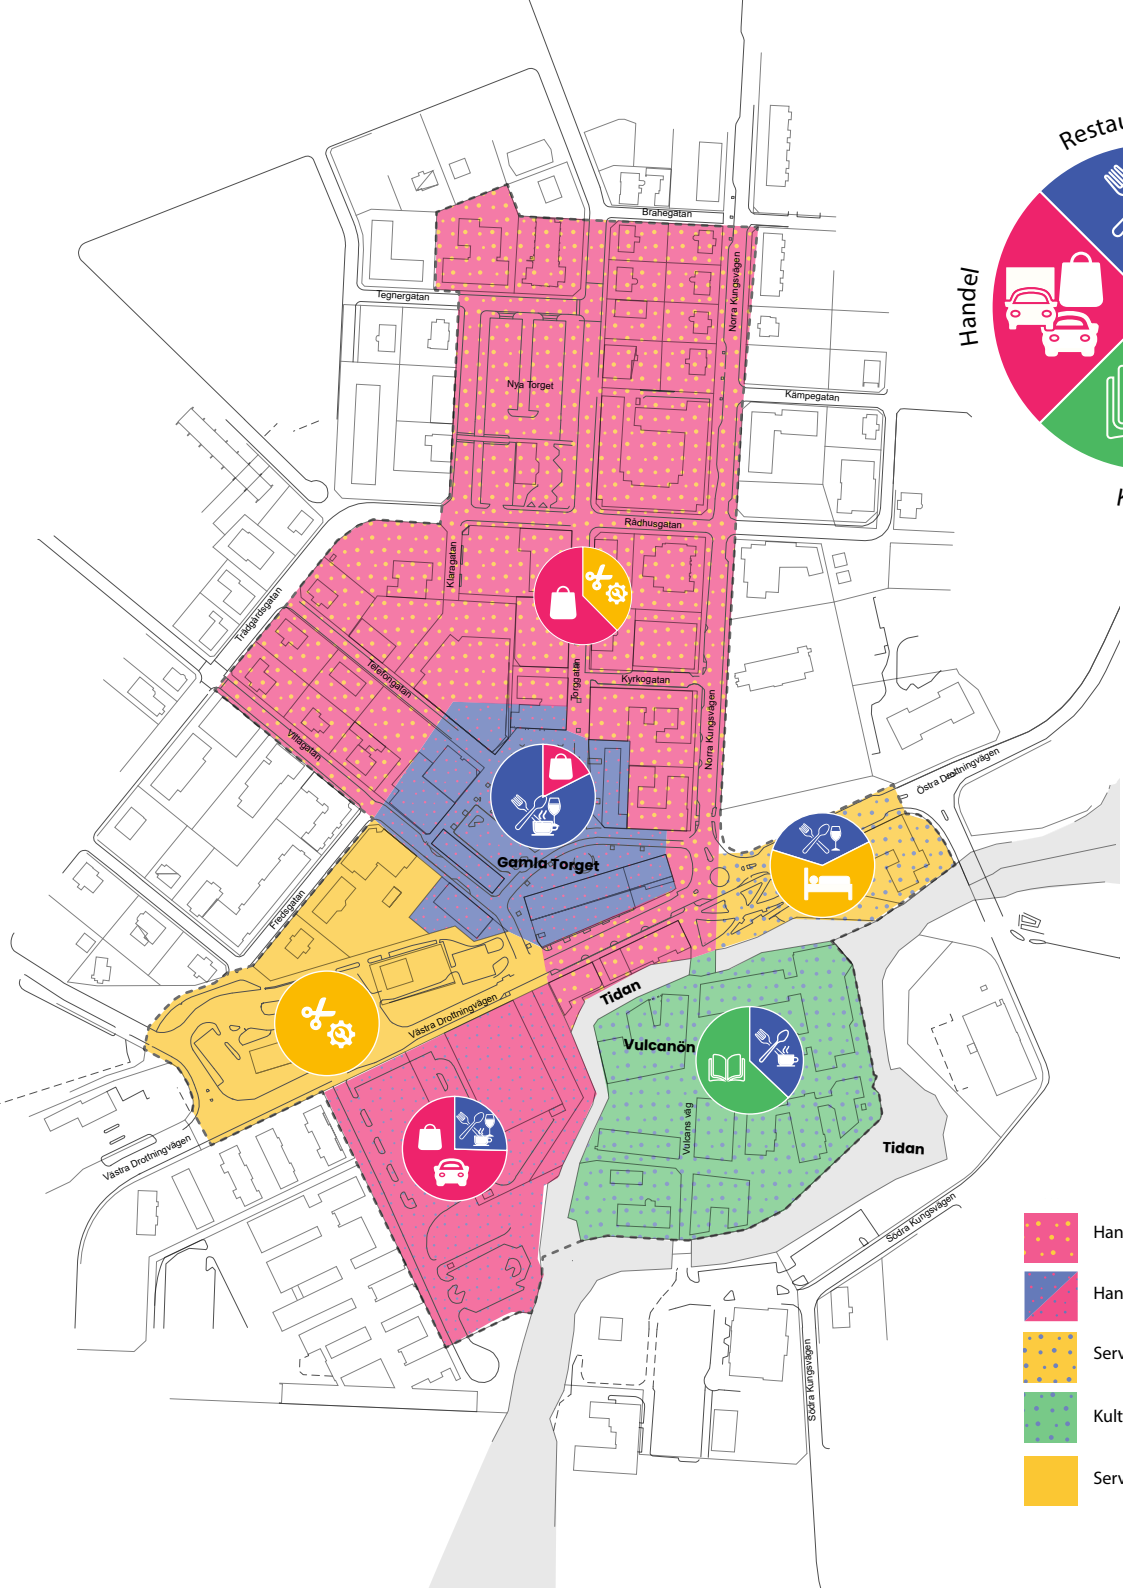 Restau
Brahegatan
Handel
Norra Kungsvägen
Tegnergatan
Nya Torget
Kämpegatan
K
Rådhusgatan
Klaragatan
Trädgårdsgatan
Telefongatan
Torggatan
Kyrkogatan
Norra Kungsvägen
Villagatan
Östra Drottningvägen
Gamla Torget
Fredsgatan
Tidan
Västra Drottningvägen
Vulcanön
Vulcans väg
Tidan
Västra Drottningvägen
Södra Kungsvägen
Han
Han
Serv
Södra Kungsvägen
Kult
Serv